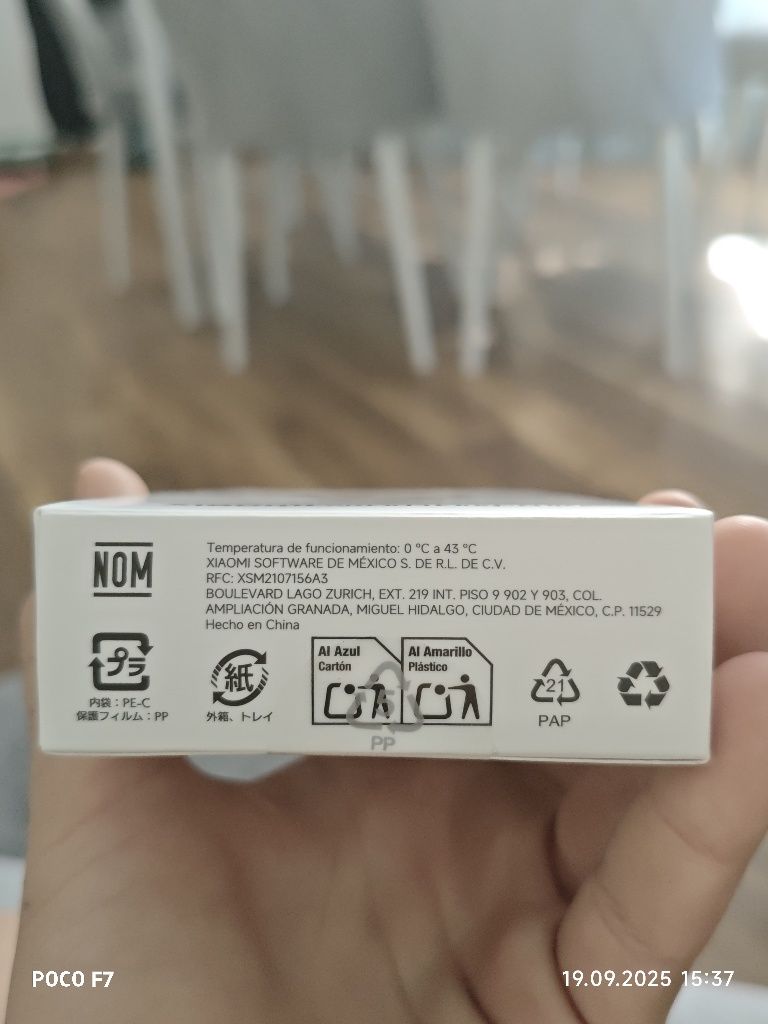 NOM
Temperatura de funcionamiento: 0 °C a 43 °C
XIAOMI SOFTWARE DE MÉXICO S. DE R.L. DE C.V.
RFC: XSM2107156A3
BOULEVARD LAGO ZURICH, EXT. 219 INT. PISO 9 902 Y 903, COL.
AMPLIACIÓN GRANADA, MIGUEL HIDALGO, CIUDAD DE MÉXICO, C.P. 11529
Hecho en China
プラ
内袋：PE-C
保護フィルム：PP
紙
外箱、トレイ
Al Azul
Cartón
Al Amarillo
Plástico
5
PP
21
PAP
POCO F7
19.09.2025 15:37